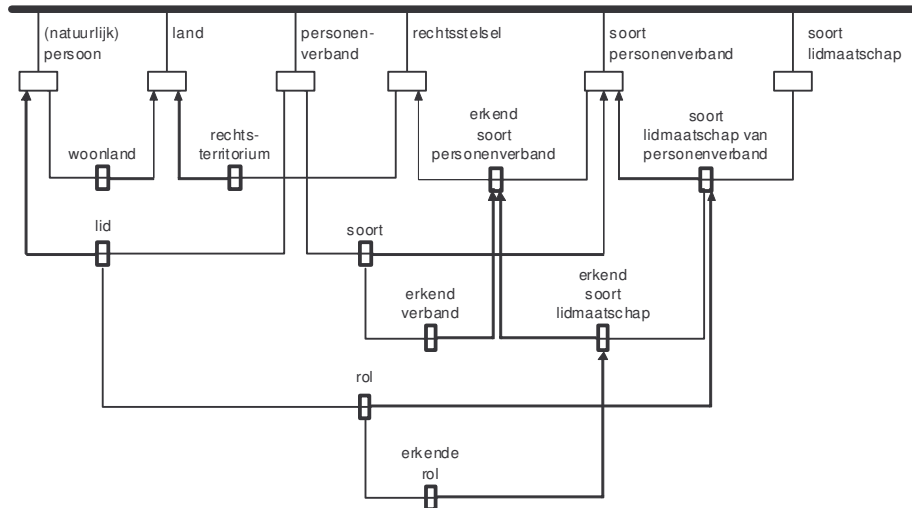 (natuurlijk)
persoon
land
personen-
verband
rechtsstelsel
soort
personenverband
soort
lidmaatschap
woonland
rechts-
territorium
erkend
soort
personenverband
soort
lidmaatschap van
personenverband
lid
soort
erkend
verband
erkend
soort
lidmaatschap
rol
erkende
rol